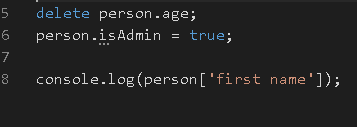 5 delete person.age;
6 person.isAdmin = true;
7
8 console.log(person['first name']);